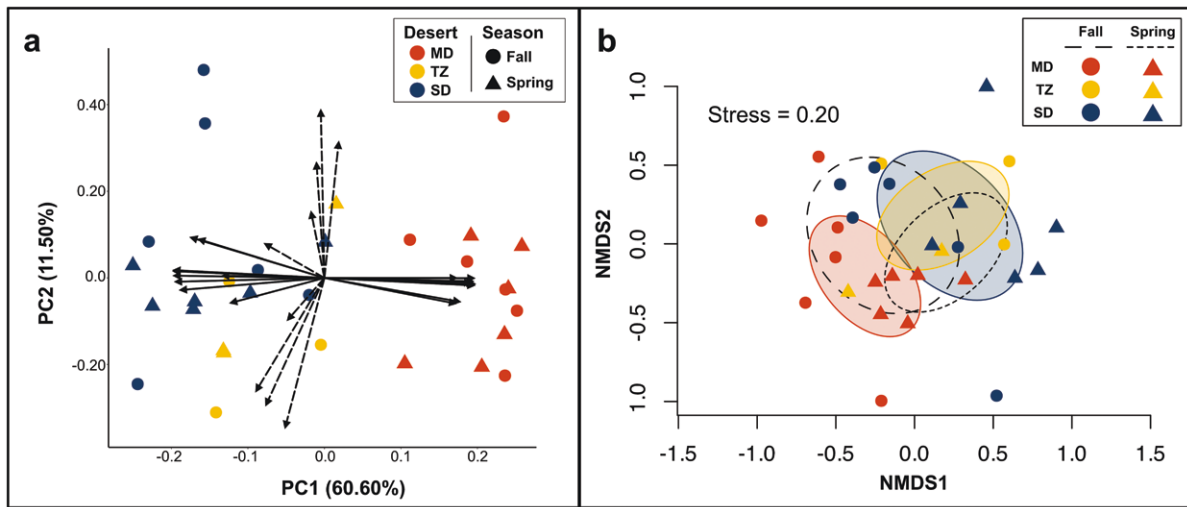 a
Desert Season
MD Fall
TZ Spring
SD
0.40
0.20
0.0
-0.20
PC2 (11.50%)
-0.2 -0.1 0.0 0.1 0.2
PC1 (60.60%)
b
Fall Spring
MD
TZ
SD
Stress = 0.20
1.0
0.5
0.0
-0.5
1.0
NMDS2
-1.5 -1.0 -0.5 0.0 0.5 1.0 1.5
NMDS1